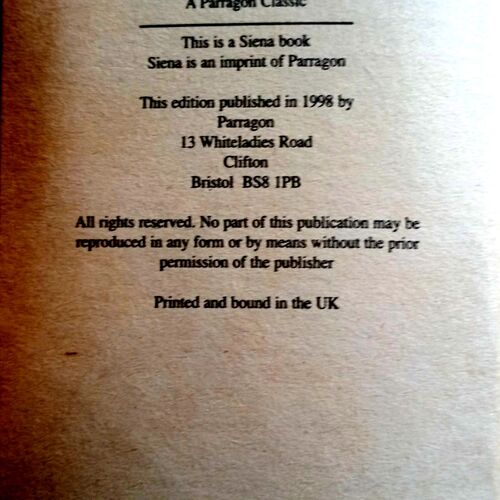 A Parragon Classic
This is a Siena book
Siena is an imprint of Parragon
This edition published in 1998 by
Parragon
13 Whiteladies Road
Clifton
Bristol BS8 1PB
All rights reserved. No part of this publication may be
reproduced in any form or by means without the prior
permission of the publisher
Printed and bound in the UK